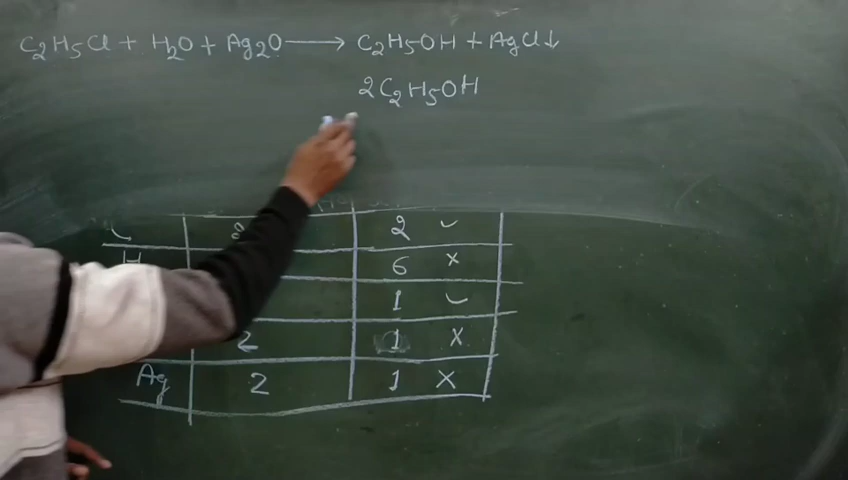 C2H5Cl + H2O + Ag2O ⟶ C2H5OH + AgCl↓
2C2H5OH
C 2 ✓
H 6 ×
1 ✓
2 1 ×
Ag 2 1 ×